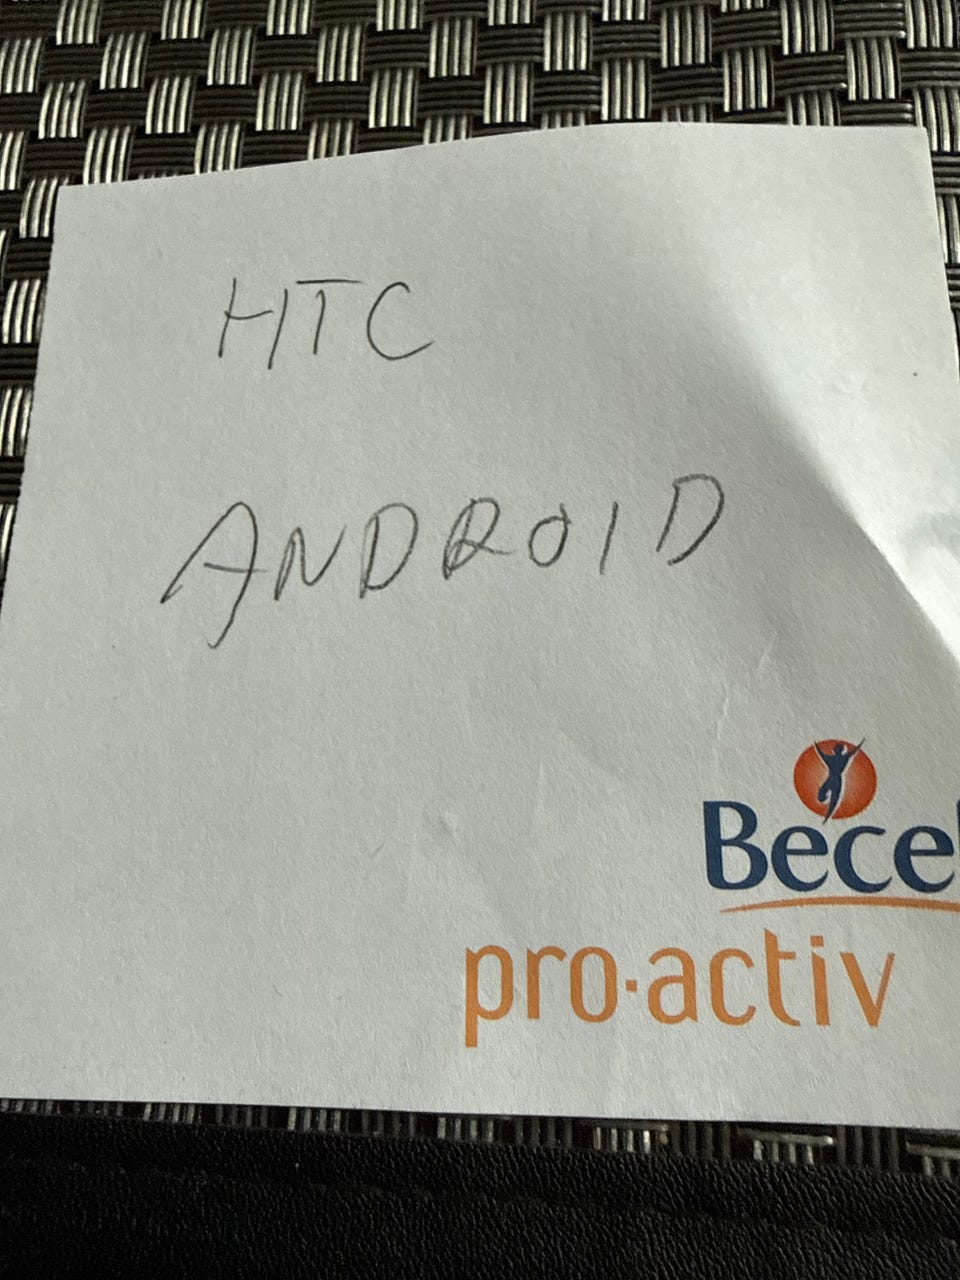 HTC
ANDROID
Becel
pro·activ